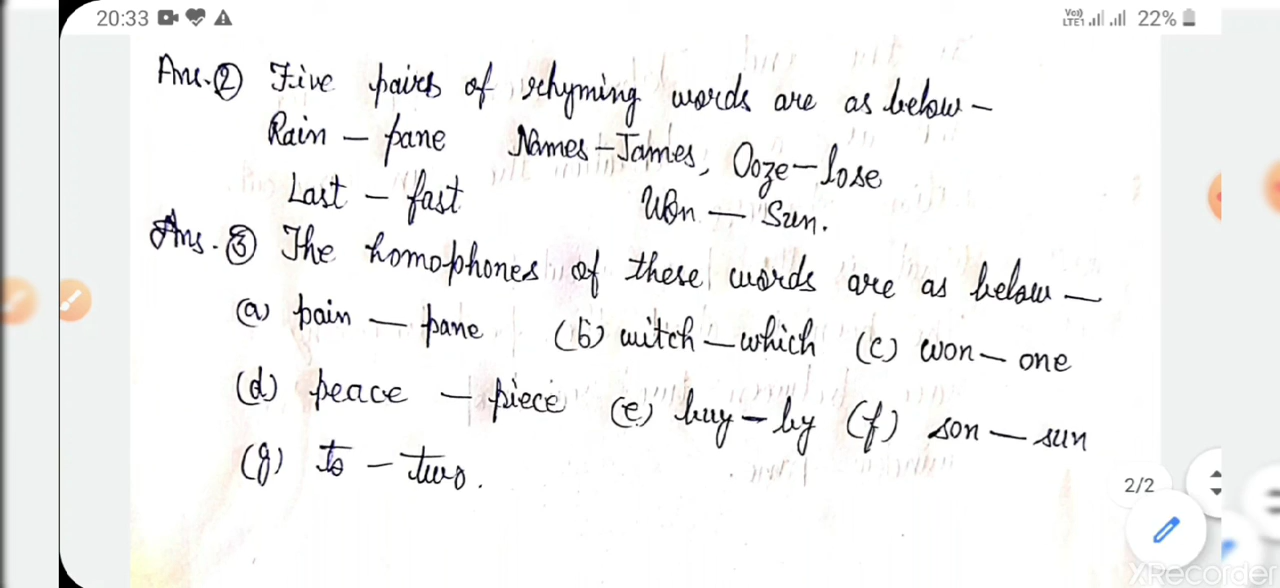 20:33 Vo) LTE1 22%
Ans. 2 Five pairs of rhyming words are as below –
Rain – pane Names – James, Ooze – lose
Last – fast Won – Sun.
Ans. 3 The homophones of these words are as below –
(a) pain – pane (b) witch – which (c) won – one
(d) peace – piece (e) buy – by (f) son – sun
(g) to – two.
2/2
XRecorder